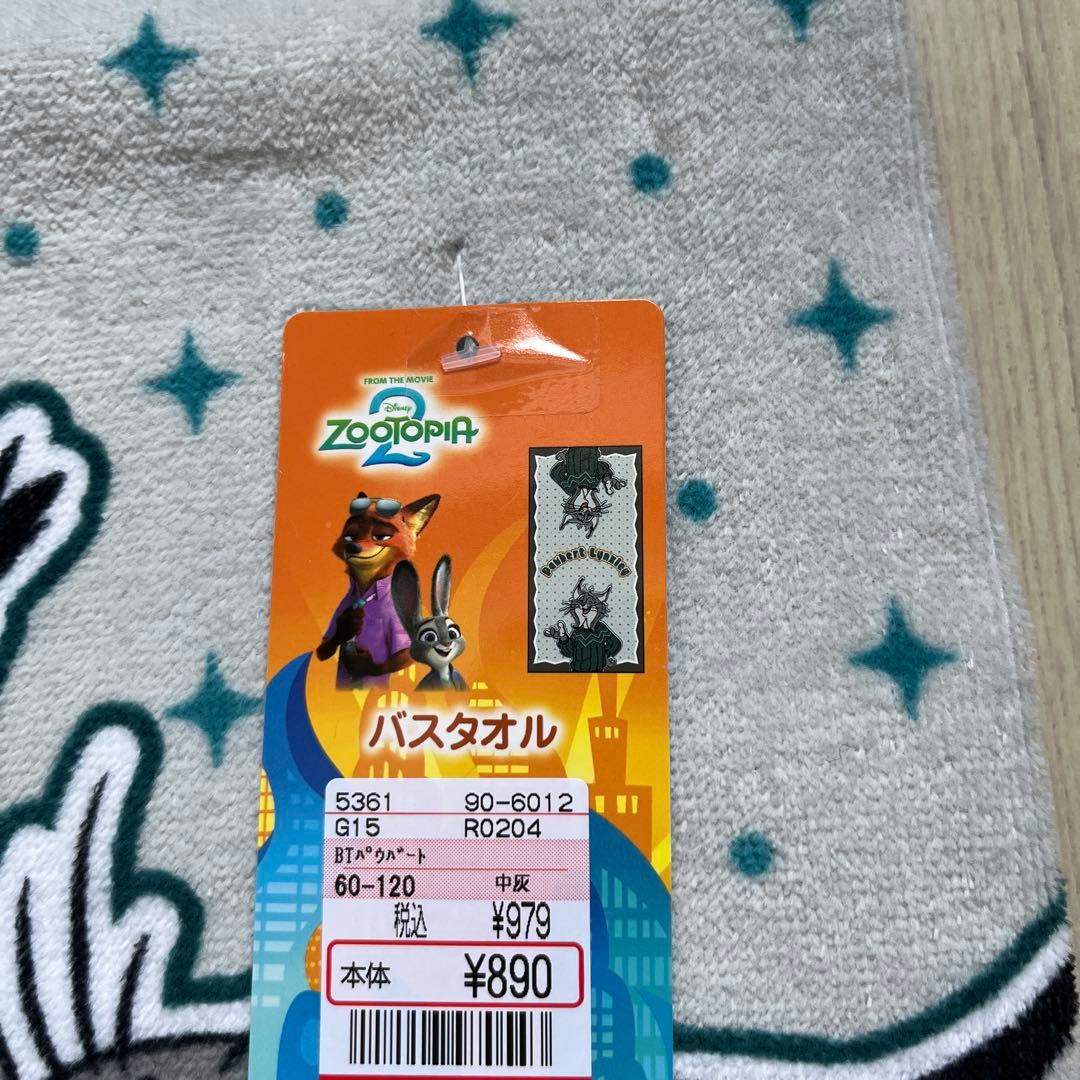 FROM THE MOVIE
Disney
ZOOTOPIA
2
Pawbert Lynxley
バスタオル
5361 90-6012
G15 R0204
BTﾊﾟｳﾊﾞｰﾄ
60-120 中灰
税込 ¥979
本体 ¥890